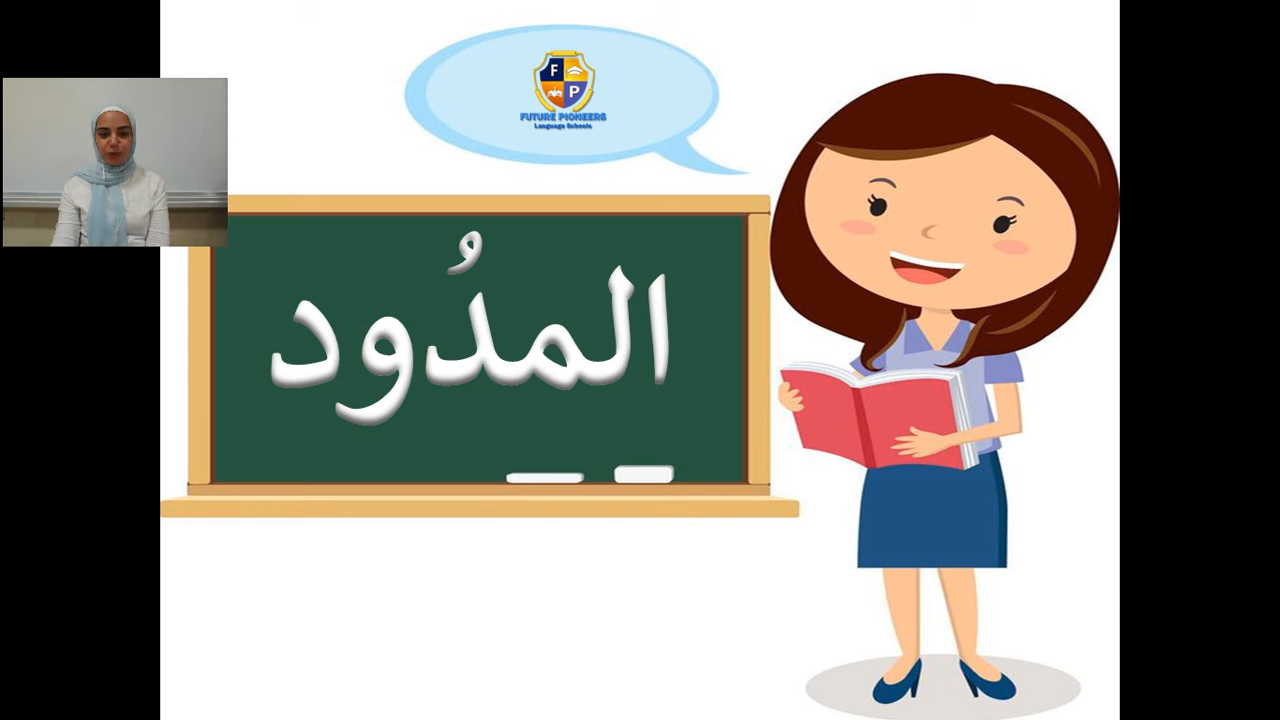 F
P
FUTURE PIONEERS
Language Schools
المدُود